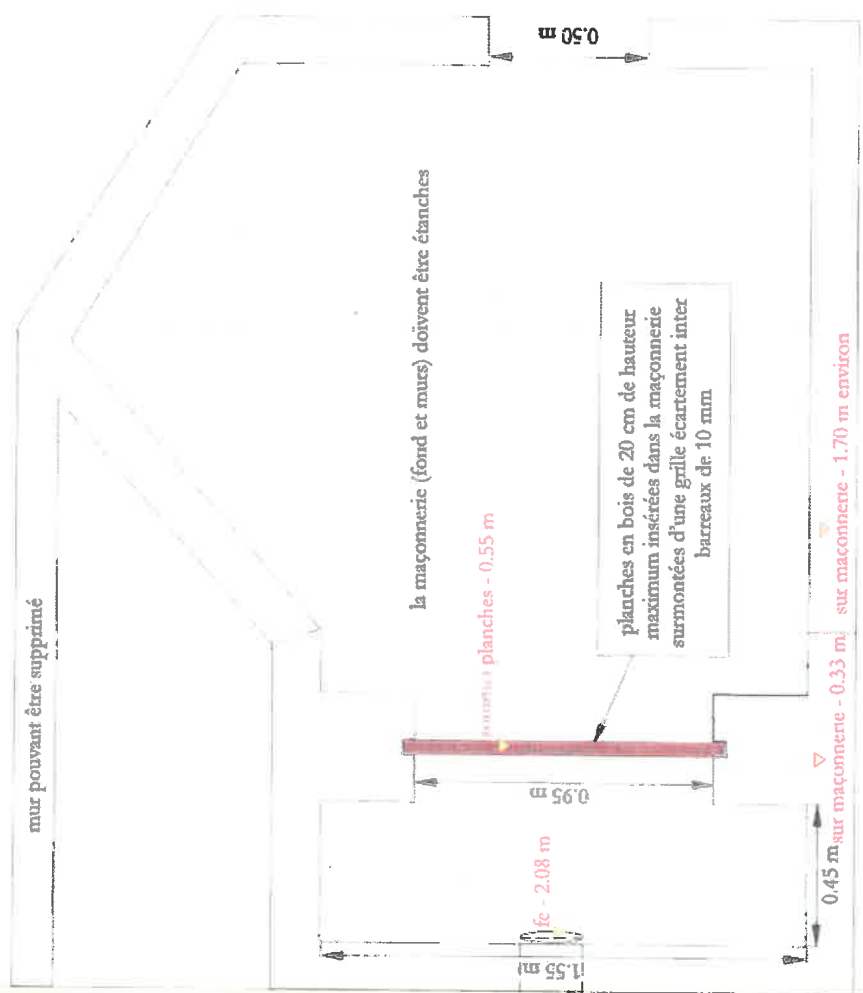 0.50 m
mur pouvant être supprimé
la maçonnerie (fond et murs) doivent être étanches
planches - 0.55 m
planches en bois de 20 cm de hauteur
maximum insérées dans la maçonnerie
surmontées d'une grille écartement inter
barreaux de 10 mm
0.95 m
fe - 2.08 m
1.55 m
0.45 m
sur maçonnerie - 0.33 m
sur maçonnerie - 1.70 m environ